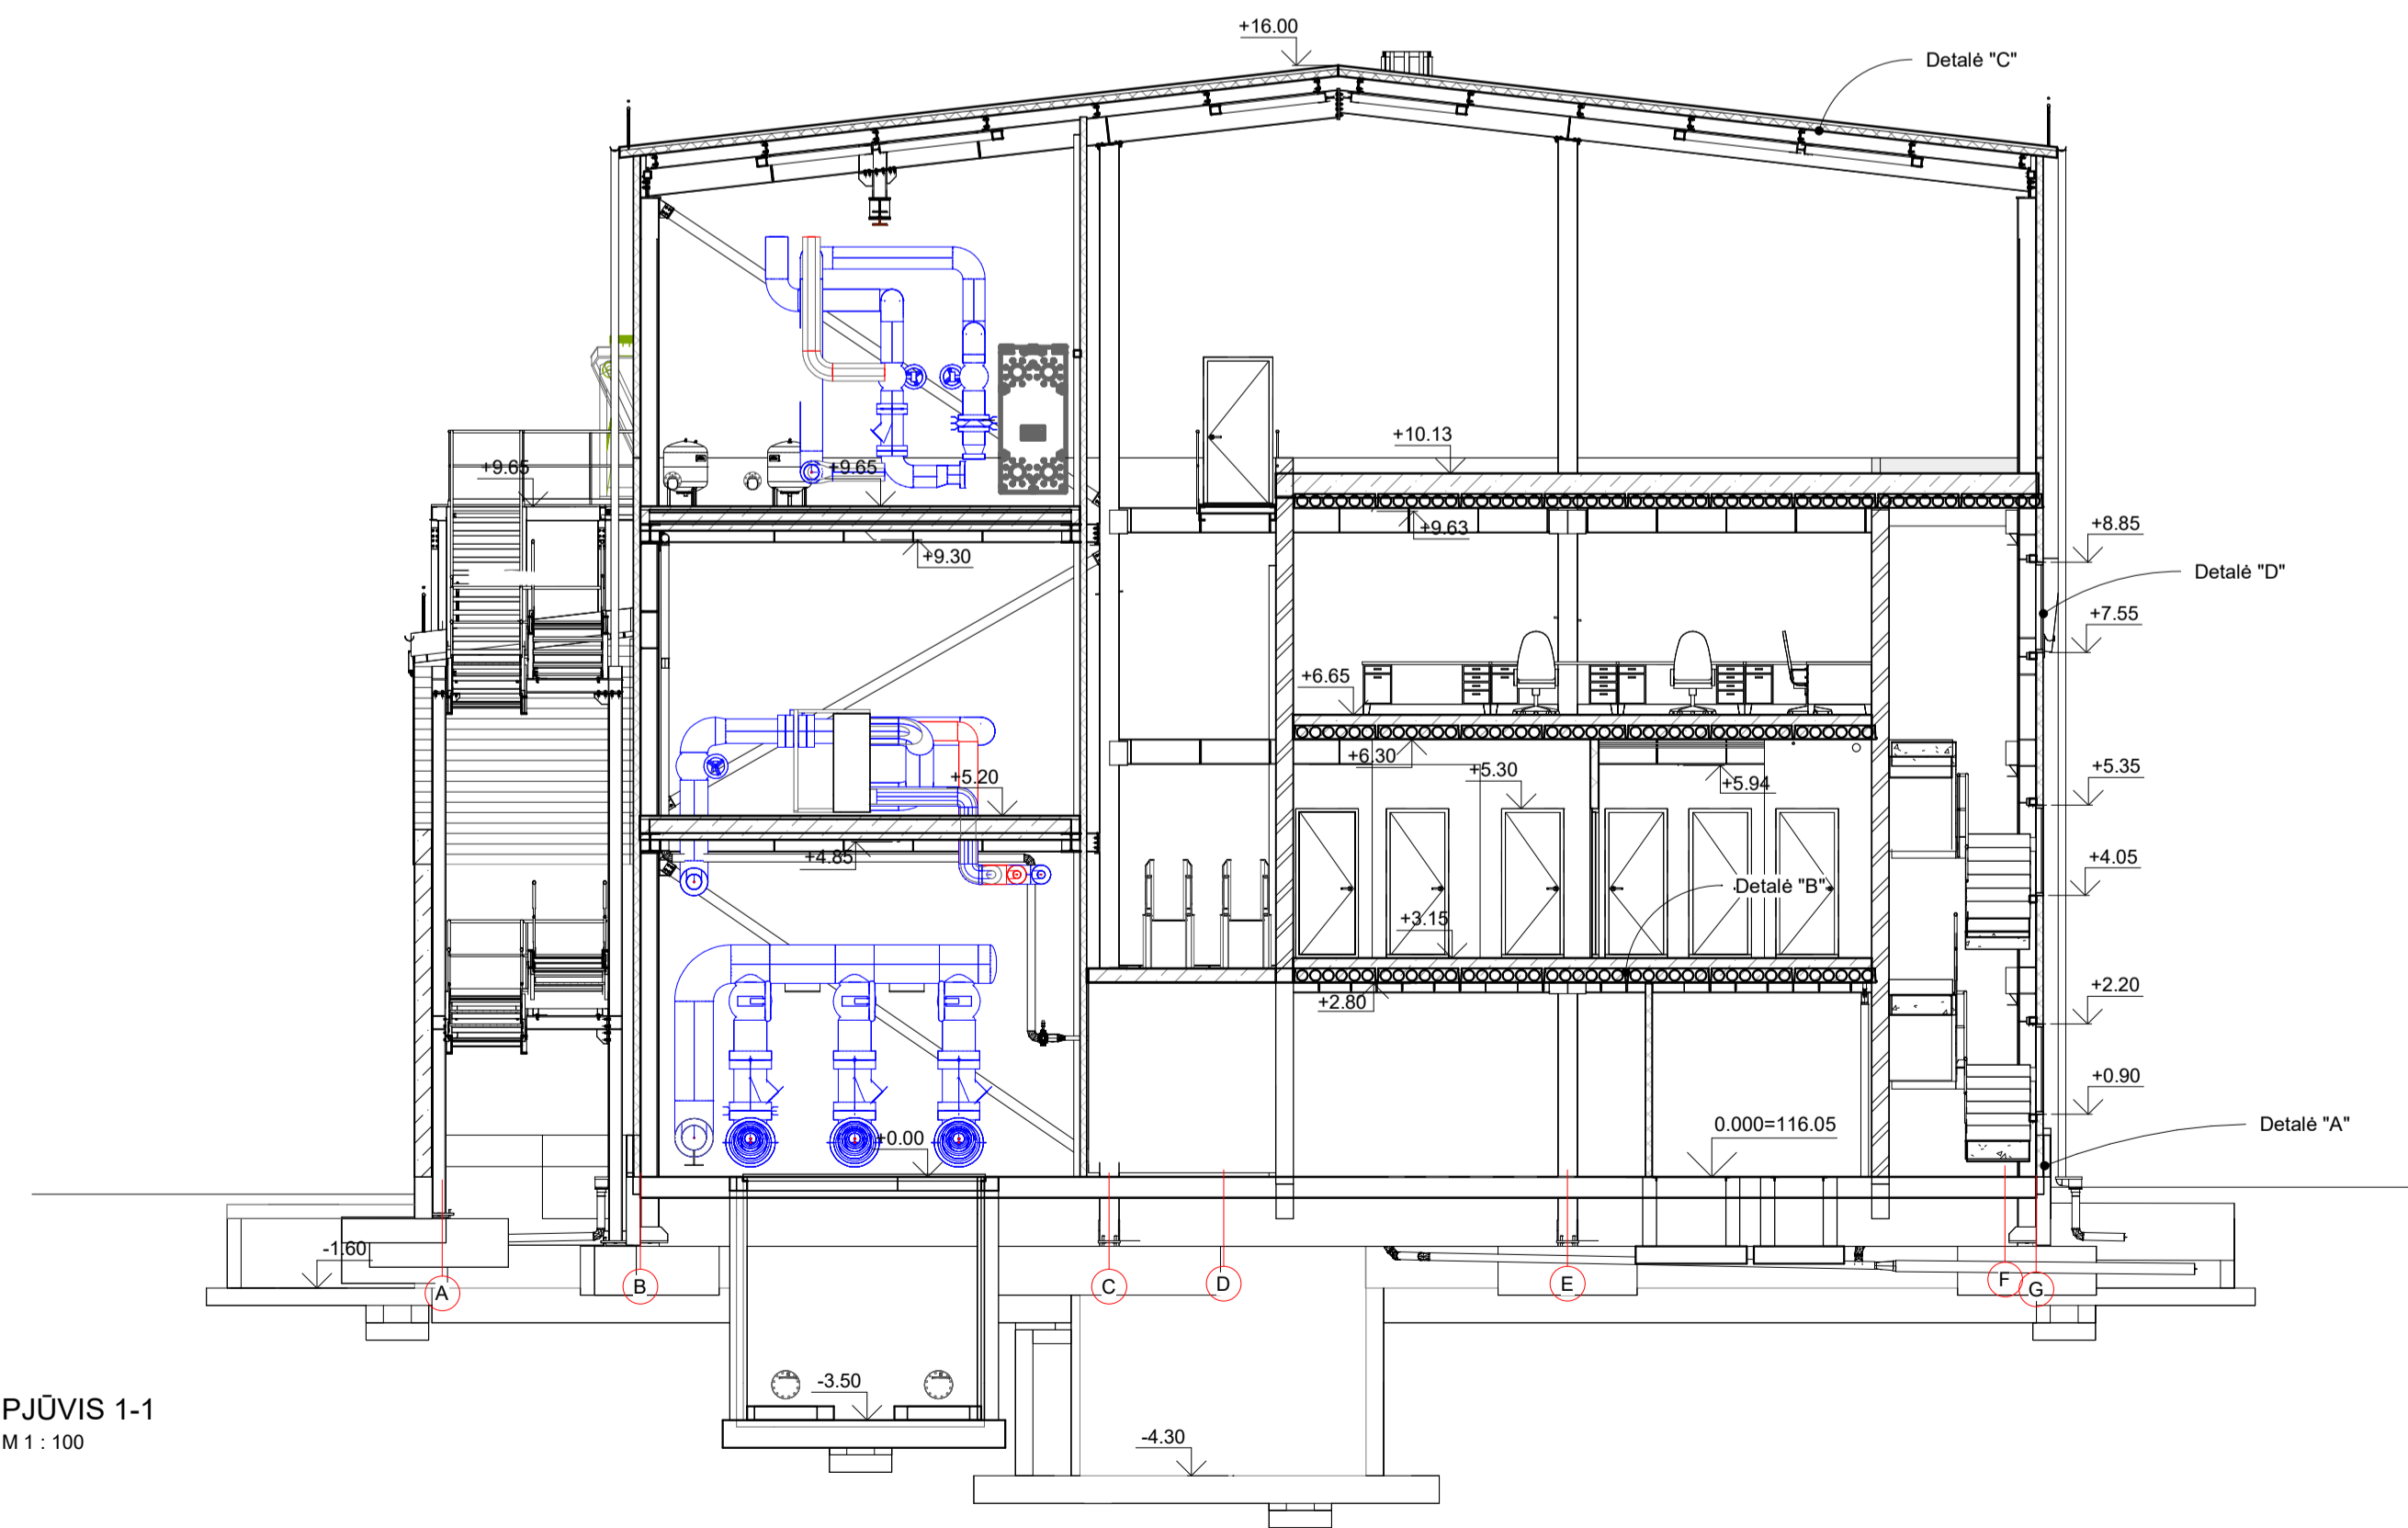 +16.00
Detalė "C"
+10.13
+9.65
+9.65
+9.63
+8.85
+9.30
Detalė "D"
+7.55
+6.65
+6.30
+5.30
+5.94
+5.20
+5.35
+4.85
+4.05
Detalė "B"
+3.15
+2.80
+2.20
+0.90
0.000=116.05
Detalė "A"
+0.00
-1.60
A
B
C
D
E
F
G
-3.50
PJŪVIS 1-1
M 1 : 100
-4.30